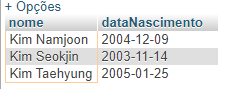 + Opções
nome dataNascimento
Kim Namjoon 2004-12-09
Kim Seokjin 2003-11-14
Kim Taehyung 2005-01-25